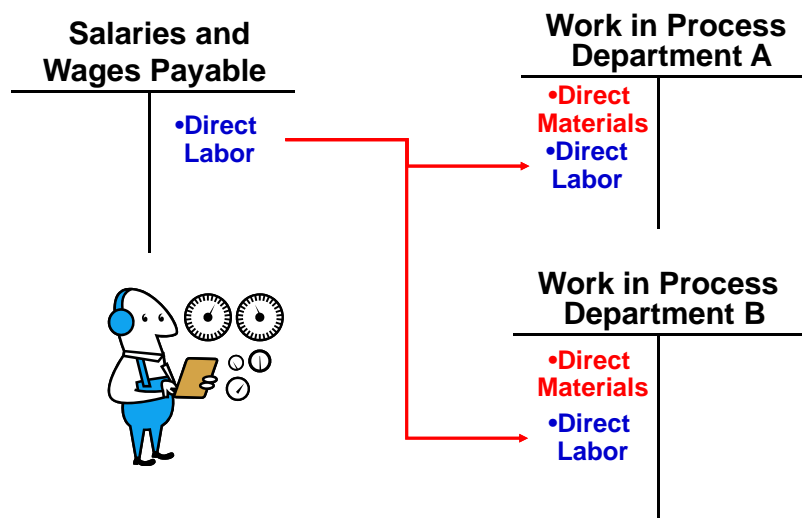 Salaries and
Wages Payable
•Direct
Labor
Work in Process
Department A
•Direct
Materials
•Direct
Labor
Work in Process
Department B
•Direct
Materials
•Direct
Labor